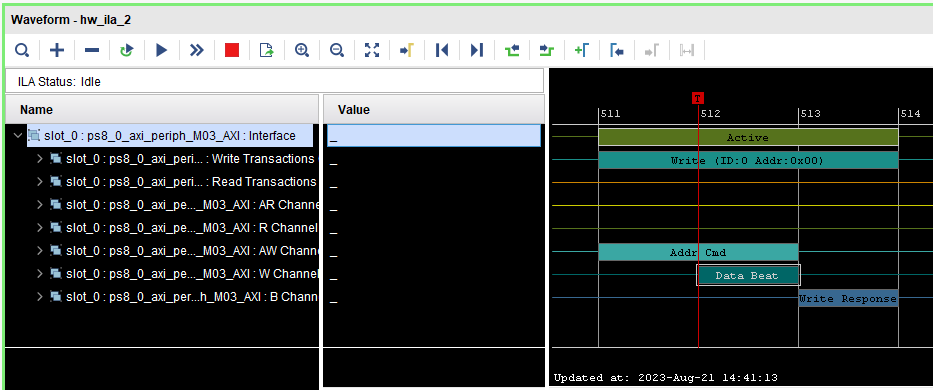 Waveform - hw_ila_2
ILA Status: Idle
Name Value
T
511 512 513 514
slot_0 : ps8_0_axi_periph_M03_AXI : Interface _ Active
slot_0 : ps8_0_axi_peri... : Write Transactions _ Write (ID:0 Addr:0x00)
slot_0 : ps8_0_axi_peri... : Read Transactions _
slot_0 : ps8_0_axi_pe..._M03_AXI : AR Channe _
slot_0 : ps8_0_axi_pe..._M03_AXI : R Channe _
slot_0 : ps8_0_axi_pe..._M03_AXI : AW Channe _ Addr Cmd
slot_0 : ps8_0_axi_pe..._M03_AXI : W Channe _ Data Beat
slot_0 : ps8_0_axi_per...h_M03_AXI : B Chann _ Write Response
Updated at: 2023-Aug-21 14:41:13